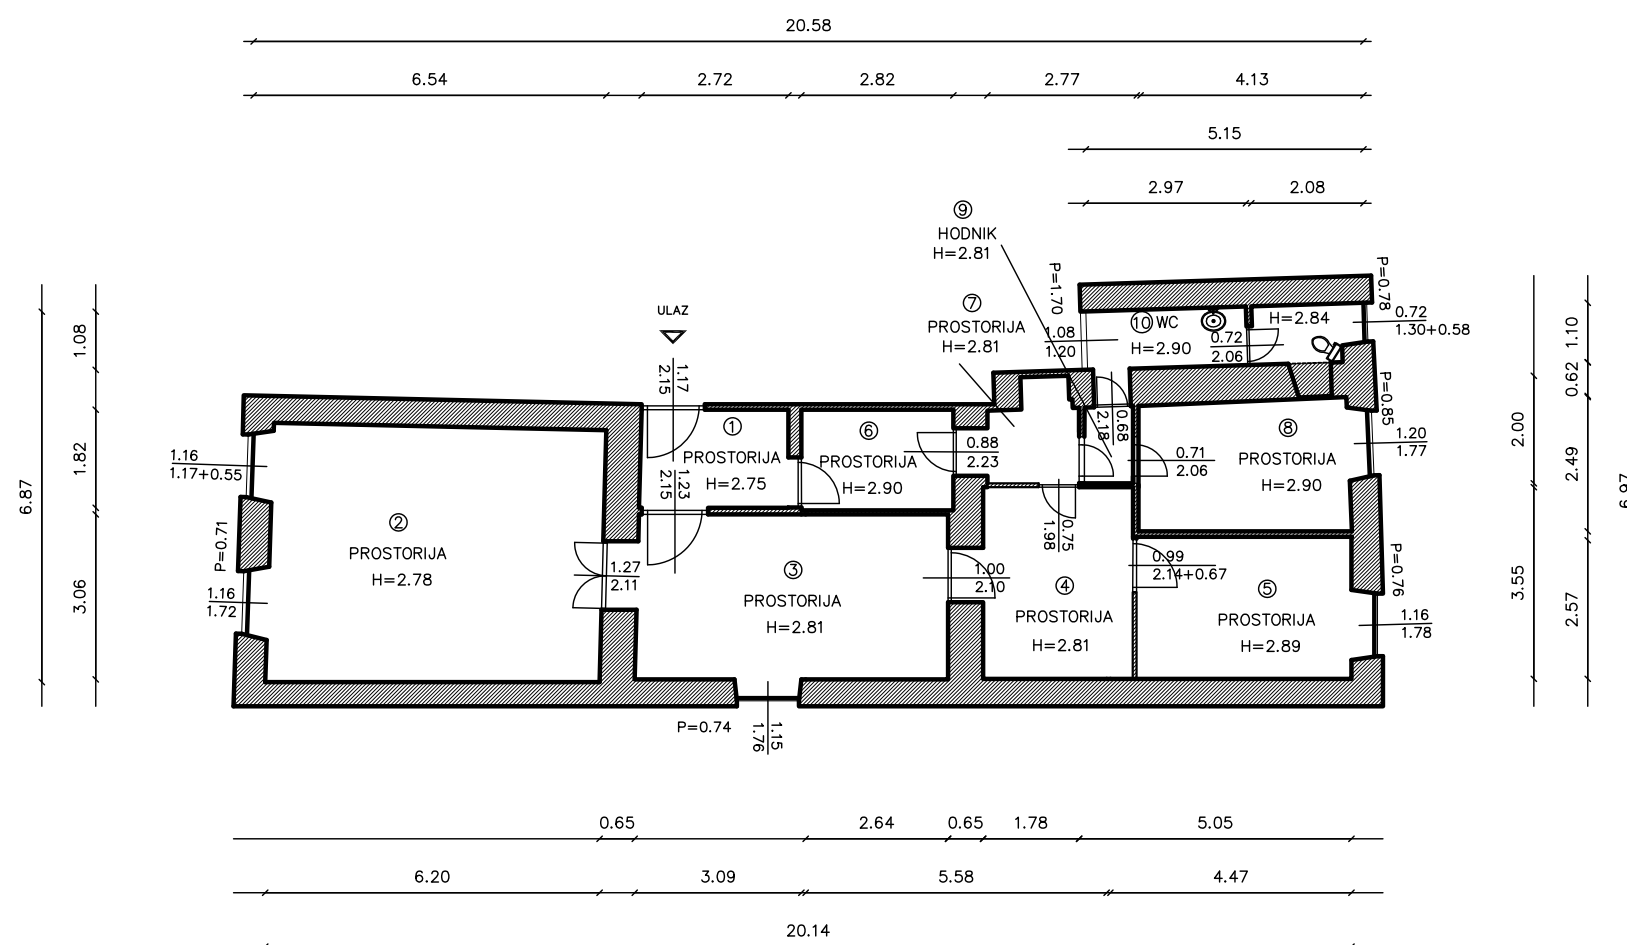 20.58
6.54
2.72
2.82
2.77
4.13
5.15
2.97
2.08
9
HODNIK
H=2.81
P=1.70
P=0.78
7
PROSTORIJA
H=2.81
ULAZ
1.08
1.20
10 WC
H=2.90
0.72
2.06
H=2.84
0.72
1.30+0.58
1.08
1.82
3.06
6.87
1.10
0.62
2.49
2.57
2.00
3.55
6.97
1.17
2.15
1
PROSTORIJA
H=2.75
1.23
2.15
6
PROSTORIJA
H=2.90
0.88
2.23
0.68
2.18
0.71
2.06
8
PROSTORIJA
H=2.90
P=0.85
1.20
1.77
1.16
1.17+0.55
P=0.71
1.16
1.72
2
PROSTORIJA
H=2.78
1.27
2.11
3
PROSTORIJA
H=2.81
1.00
2.10
0.75
1.98
4
PROSTORIJA
H=2.81
0.99
2.14+0.67
5
PROSTORIJA
H=2.89
P=0.76
1.16
1.78
P=0.74
1.15
1.76
0.65
2.64
0.65
1.78
5.05
6.20
3.09
5.58
4.47
20.14